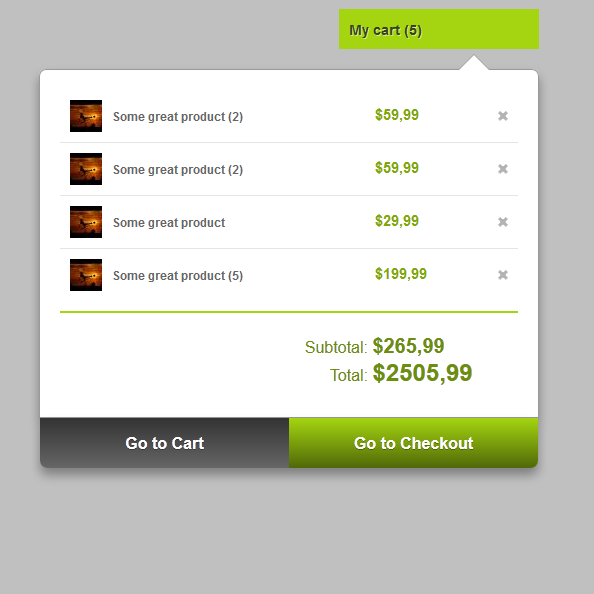 My cart (5)
Some great product (2) $59,99 ✖
Some great product (2) $59,99 ✖
Some great product $29,99 ✖
Some great product (5) $199,99 ✖
Subtotal: $265,99
Total: $2505,99
Go to Cart Go to Checkout